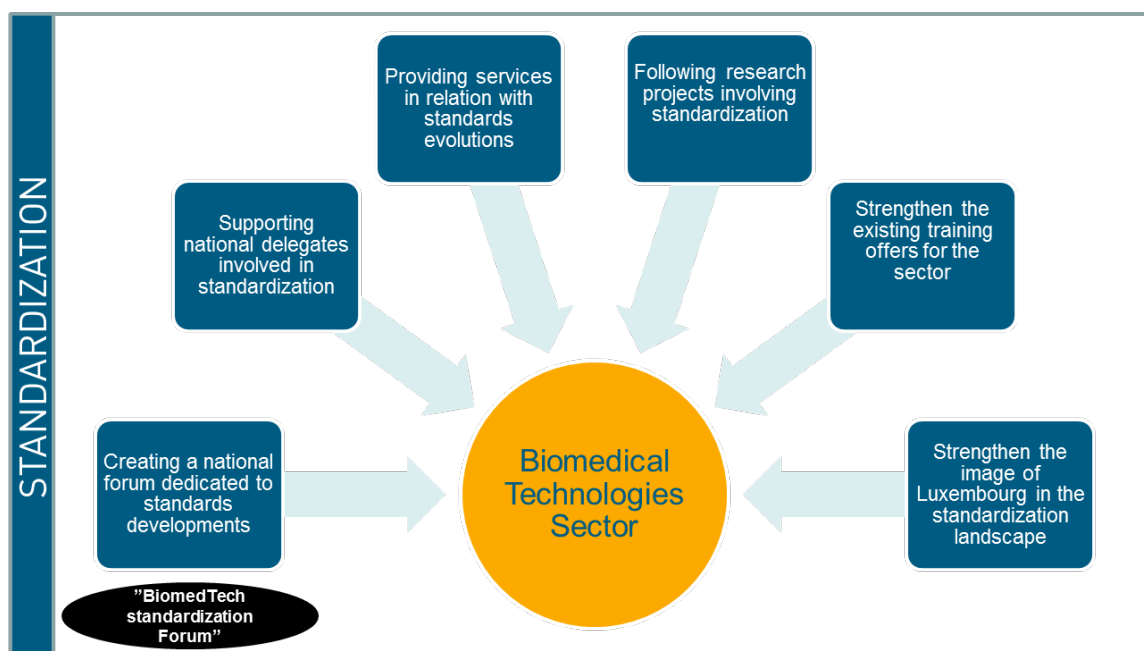 STANDARDIZATION
Providing services
in relation with
standards
evolutions
Following research
projects involving
standardization
Supporting
national delegates
involved in
standardization
Strengthen the
existing training
offers for the
sector
Creating a national
forum dedicated to
standards
developments
Biomedical
Technologies
Sector
Strengthen the
image of
Luxembourg in the
standardization
landscape
”BiomedTech
standardization
Forum”